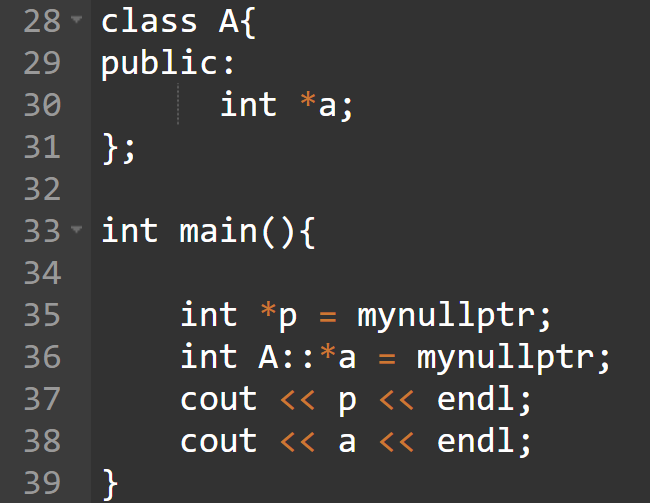 28 class A{
29 public:
30 int *a;
31 };
32
33 int main(){
34
35 int *p = mynullptr;
36 int A::*a = mynullptr;
37 cout << p << endl;
38 cout << a << endl;
39 }